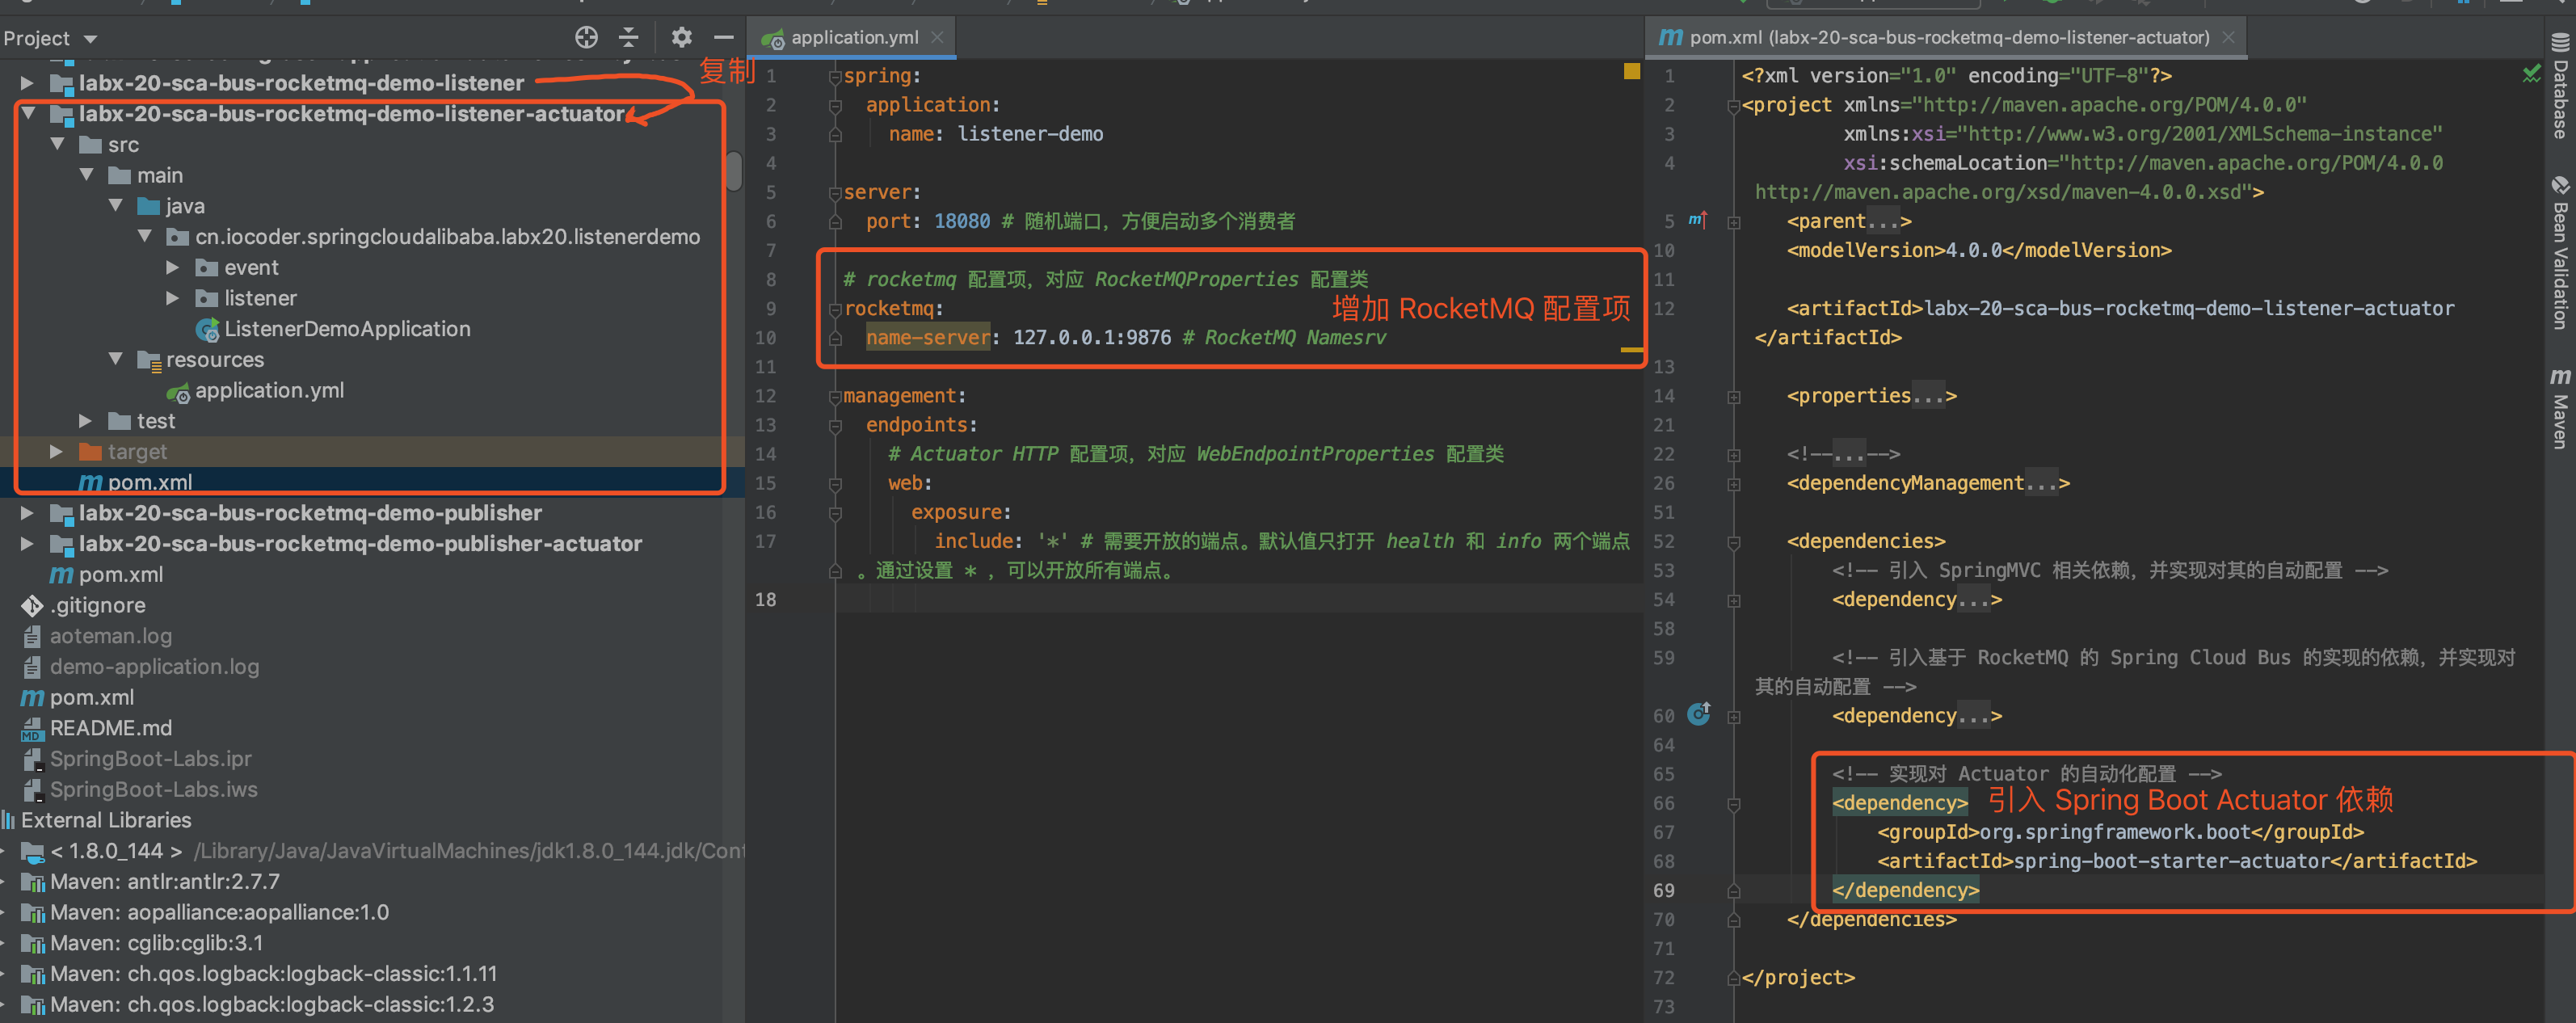 Project
labx-20-sca-bus-rocketmq-demo-listener
复制
labx-20-sca-bus-rocketmq-demo-listener-actuator
src
main
java
cn.iocoder.springcloudalibaba.labx20.listenerdemo
event
listener
ListenerDemoApplication
resources
application.yml
test
target
pom.xml
labx-20-sca-bus-rocketmq-demo-publisher
labx-20-sca-bus-rocketmq-demo-publisher-actuator
pom.xml
.gitignore
aoteman.log
demo-application.log
pom.xml
README.md
SpringBoot-Labs.ipr
SpringBoot-Labs.iws
External Libraries
< 1.8.0_144 > /Library/Java/JavaVirtualMachines/jdk1.8.0_144.jdk/Cont
Maven: antlr:antlr:2.7.7
Maven: aopalliance:aopalliance:1.0
Maven: cglib:cglib:3.1
Maven: ch.qos.logback:logback-classic:1.1.11
Maven: ch.qos.logback:logback-classic:1.2.3
application.yml
1 spring:
2 application:
3 name: listener-demo
4
5 server:
6 port: 18080 # 随机端口，方便启动多个消费者
7
8 # rocketmq 配置项，对应 RocketMQProperties 配置类
9 rocketmq:
增加 RocketMQ 配置项
10 name-server: 127.0.0.1:9876 # RocketMQ Namesrv
11
12 management:
13 endpoints:
14 # Actuator HTTP 配置项，对应 WebEndpointProperties 配置类
15 web:
16 exposure:
17 include: '*' # 需要开放的端点。默认值只打开 health 和 info 两个端点
。通过设置 * ，可以开放所有端点。
18
pom.xml (labx-20-sca-bus-rocketmq-demo-listener-actuator)
1 <?xml version="1.0" encoding="UTF-8"?>
2 <project xmlns="http://maven.apache.org/POM/4.0.0"
3 xmlns:xsi="http://www.w3.org/2001/XMLSchema-instance"
4 xsi:schemaLocation="http://maven.apache.org/POM/4.0.0
http://maven.apache.org/xsd/maven-4.0.0.xsd">
5 <parent...>
10 <modelVersion>4.0.0</modelVersion>
11
12 <artifactId>labx-20-sca-bus-rocketmq-demo-listener-actuator
</artifactId>
13
14 <properties...>
21
22 <!--...-->
26 <dependencyManagement...>
51
52 <dependencies>
53 <!-- 引入 SpringMVC 相关依赖，并实现对其的自动配置 -->
54 <dependency...>
58
59 <!-- 引入基于 RocketMQ 的 Spring Cloud Bus 的实现的依赖，并实现对
其的自动配置 -->
60 <dependency...>
64
65 <!-- 实现对 Actuator 的自动化配置 -->
66 <dependency>
引入 Spring Boot Actuator 依赖
67 <groupId>org.springframework.boot</groupId>
68 <artifactId>spring-boot-starter-actuator</artifactId>
69 </dependency>
70 </dependencies>
71
72 </project>
73
Database
Bean Validation
Maven